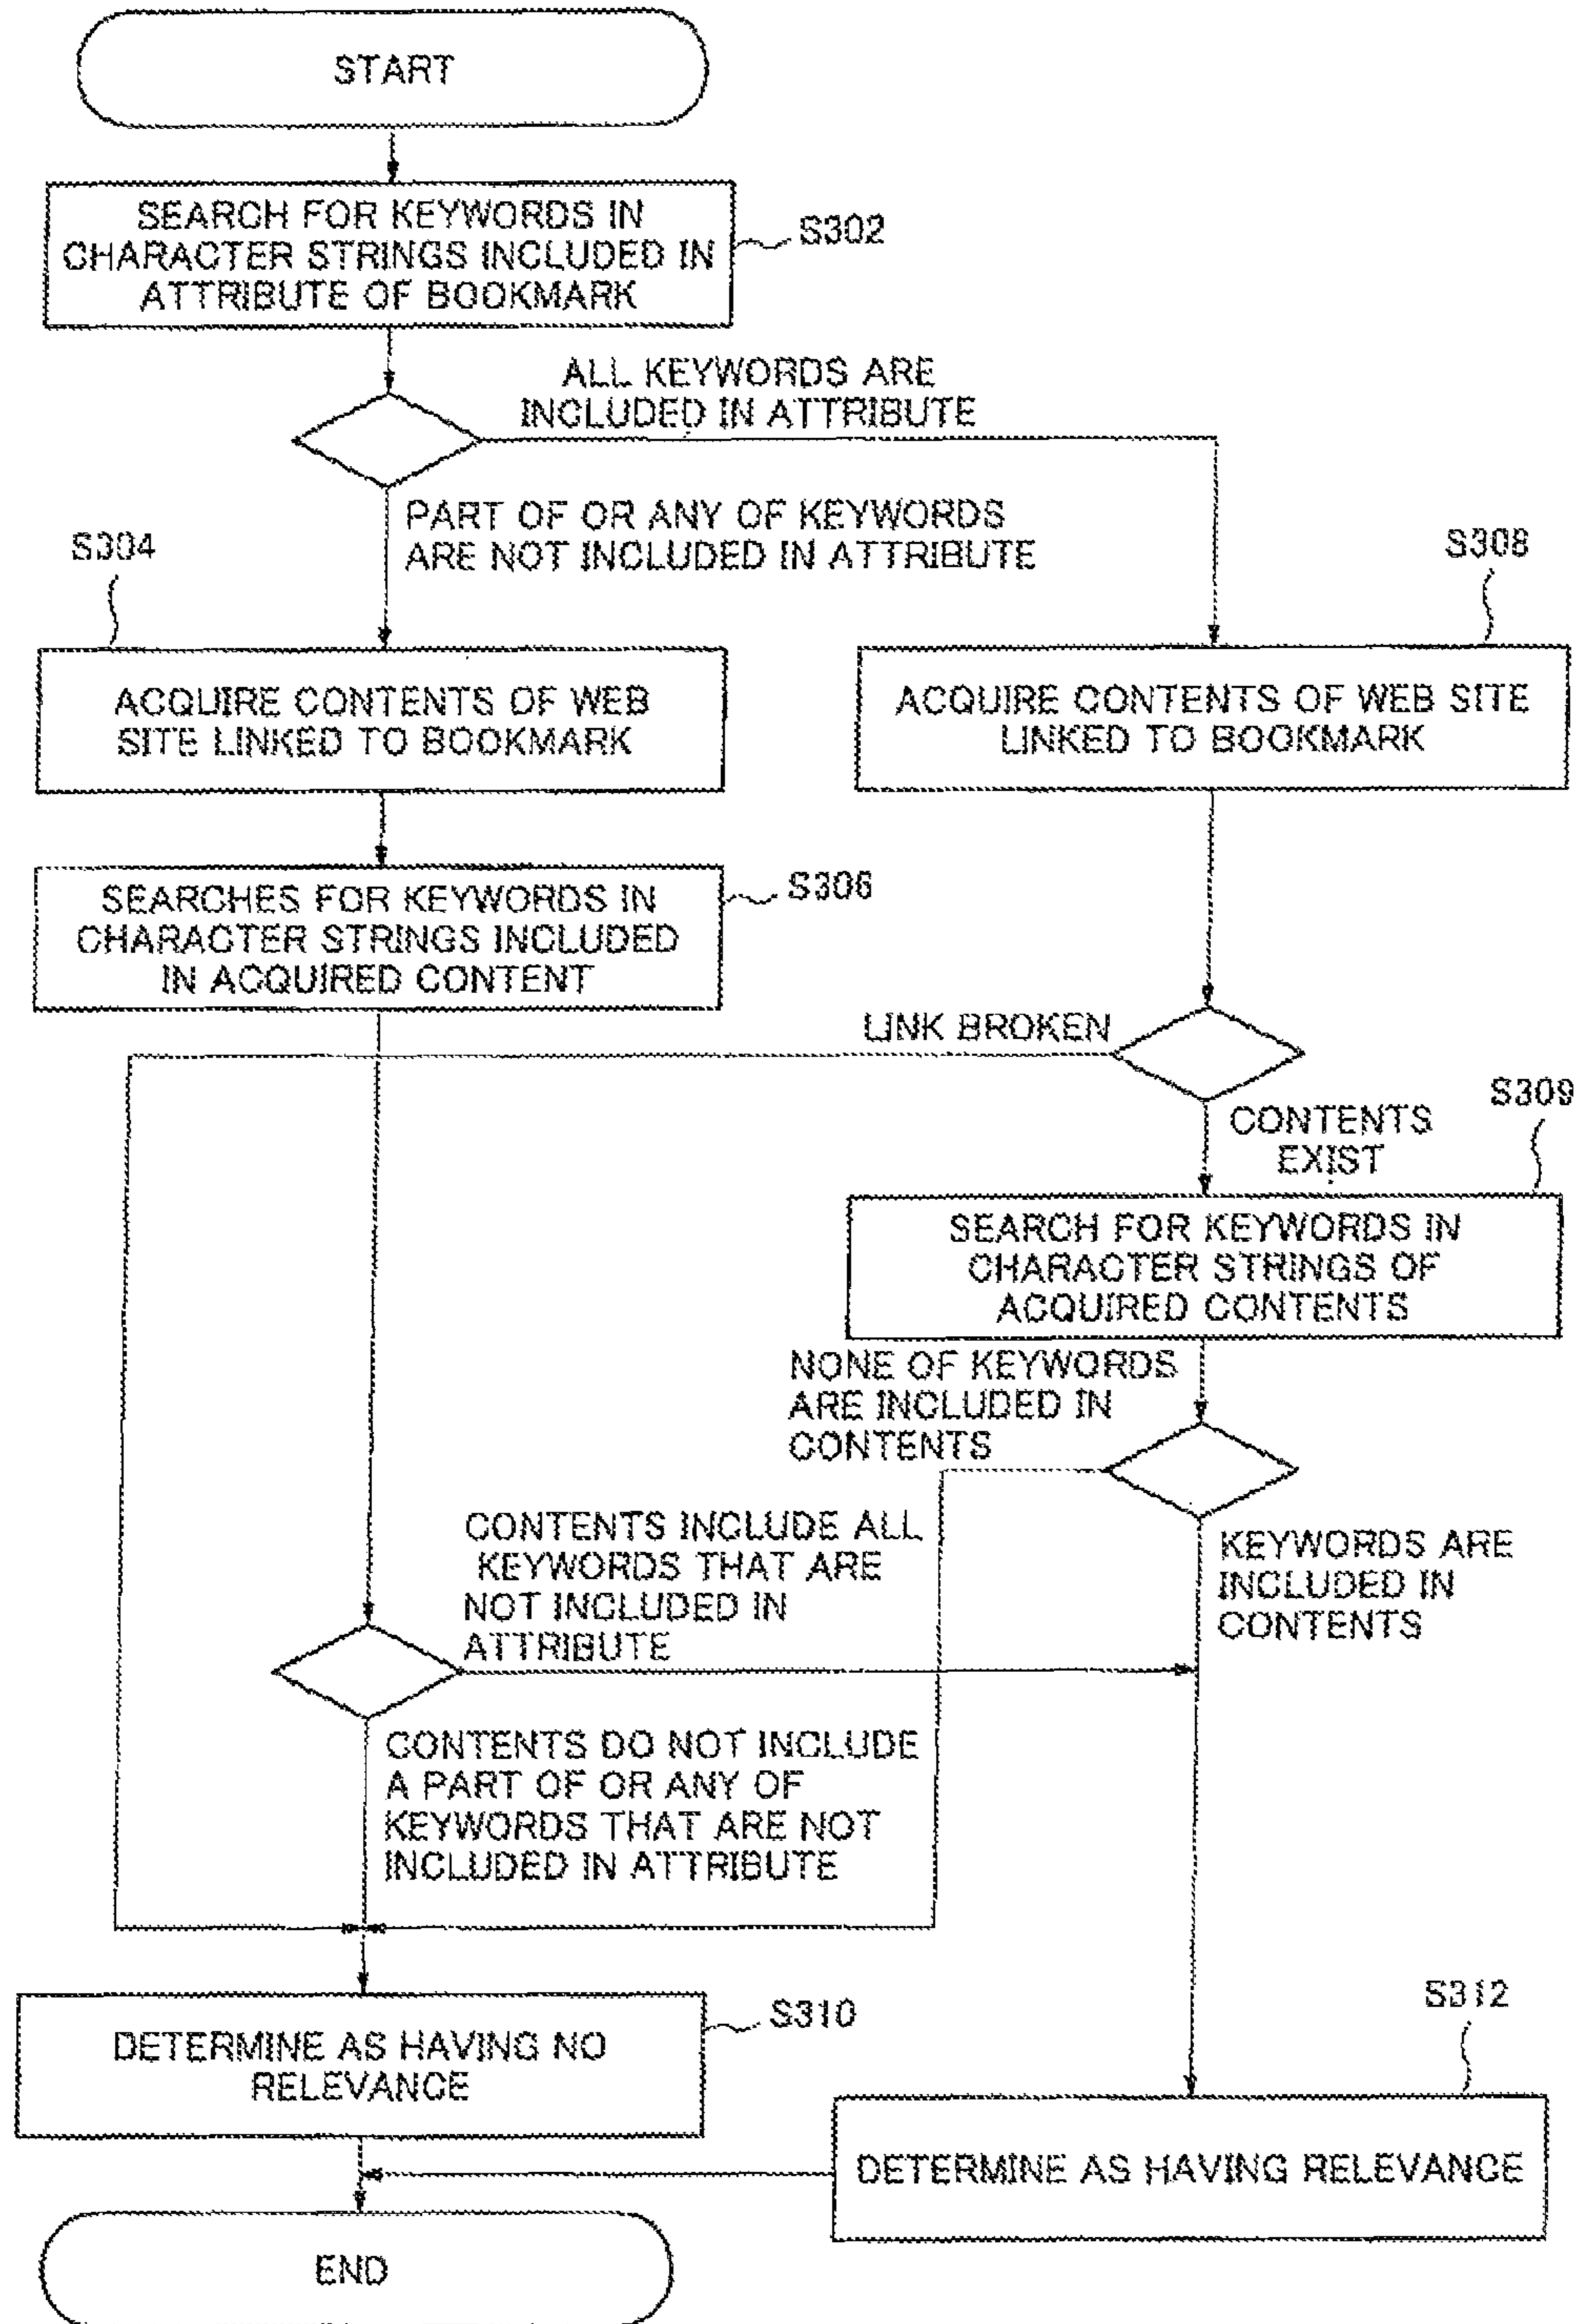 START
SEARCH FOR KEYWORDS IN
CHARACTER STRINGS INCLUDED IN
ATTRIBUTE OF BOOKMARK
S302
ALL KEYWORDS ARE
INCLUDED IN ATTRIBUTE
PART OF OR ANY OF KEYWORDS
ARE NOT INCLUDED IN ATTRIBUTE
S304
S308
ACQUIRE CONTENTS OF WEB
SITE LINKED TO BOOKMARK
ACQUIRE CONTENTS OF WEB SITE
LINKED TO BOOKMARK
SEARCHES FOR KEYWORDS IN
CHARACTER STRINGS INCLUDED
IN ACQUIRED CONTENT
S306
LINK BROKEN
CONTENTS
EXIST
S309
SEARCH FOR KEYWORDS IN
CHARACTER STRINGS OF
ACQUIRED CONTENTS
NONE OF KEYWORDS
ARE INCLUDED IN
CONTENTS
KEYWORDS ARE
INCLUDED IN
CONTENTS
CONTENTS INCLUDE ALL
KEYWORDS THAT ARE
NOT INCLUDED IN
ATTRIBUTE
CONTENTS DO NOT INCLUDE
A PART OF OR ANY OF
KEYWORDS THAT ARE NOT
INCLUDED IN ATTRIBUTE
DETERMINE AS HAVING NO
RELEVANCE
S310
S312
DETERMINE AS HAVING RELEVANCE
END